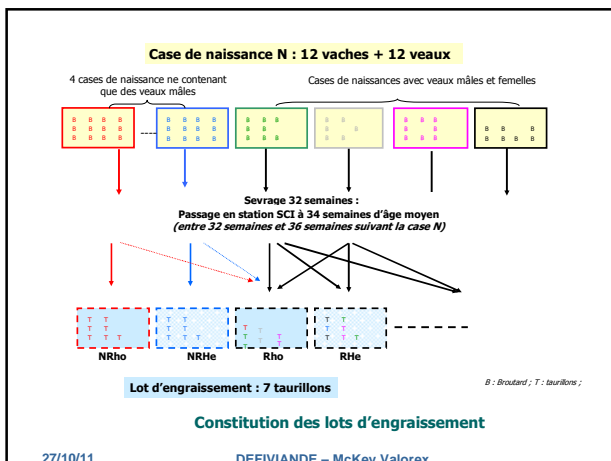 Case de naissance N : 12 vaches + 12 veaux
4 cases de naissance ne contenant
que des veaux mâles
Cases de naissances avec veaux mâles et femelles
B B B B
B B B B
B B B B
B B B B
B B B B
B B B B
B B B
B B B
B B B
B B
B B B
B B
B B
B B
B B
B B B
B B B B
Sevrage 32 semaines :
Passage en station SCI à 34 semaines d'âge moyen
(entre 32 semaines et 36 semaines suivant la case N)
T T
T T
T T T
T T
T T
T T T
T T
T T
T T T
T T
T T
T T T
NRho
NRHe
Rho
RHe
Lot d'engraissement : 7 taurillons
B : Broutard ; T : taurillons ;
Constitution des lots d'engraissement
27/10/11
DEFIVIANDE – McKey Valorex